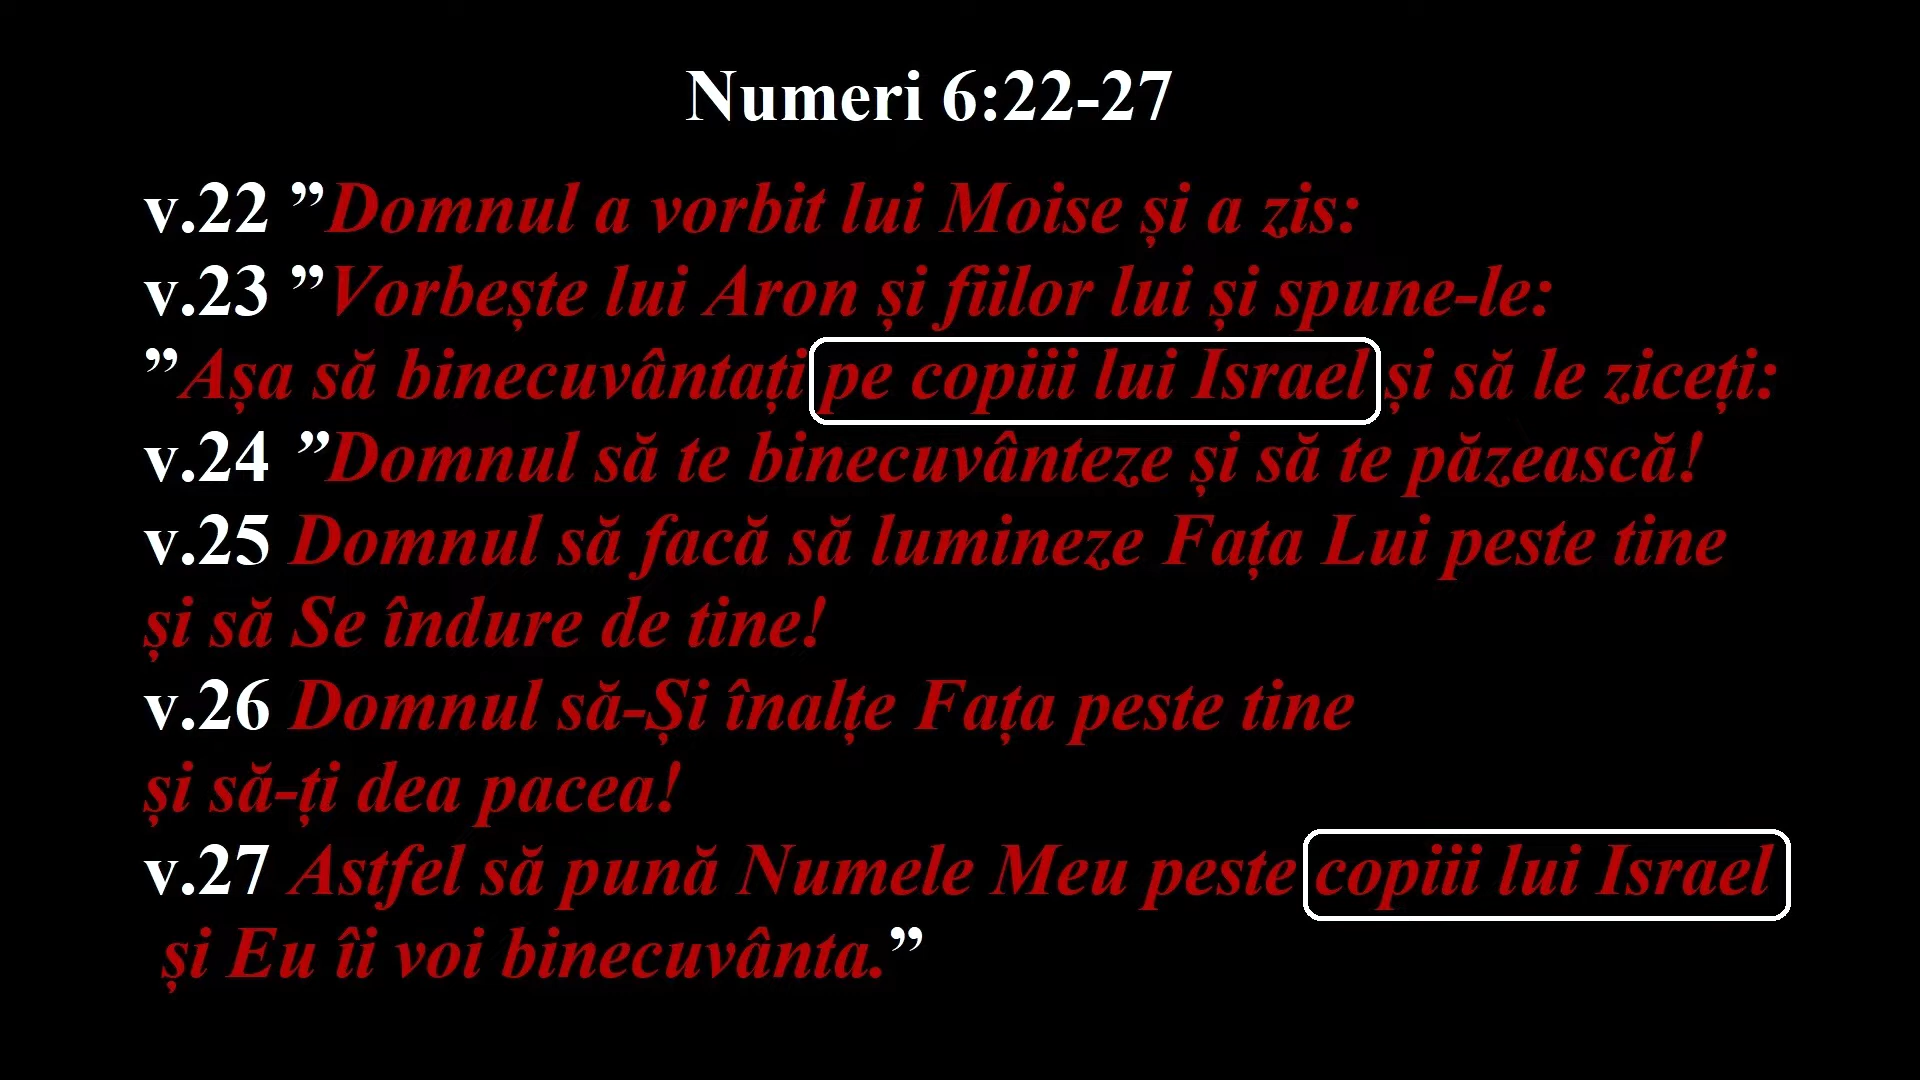 Numeri 6:22-27
v.22 ”Domnul a vorbit lui Moise și a zis:
v.23 ”Vorbește lui Aron și fiilor lui și spune-le:
”Așa să binecuvântați pe copiii lui Israel și să le ziceți:
v.24 ”Domnul să te binecuvânteze și să te păzească!
v.25 Domnul să facă să lumineze Fața Lui peste tine
și să Se îndure de tine!
v.26 Domnul să-Și înalțe Fața peste tine
și să-ți dea pacea!
v.27 Astfel să pună Numele Meu peste copiii lui Israel
și Eu îi voi binecuvânta.”